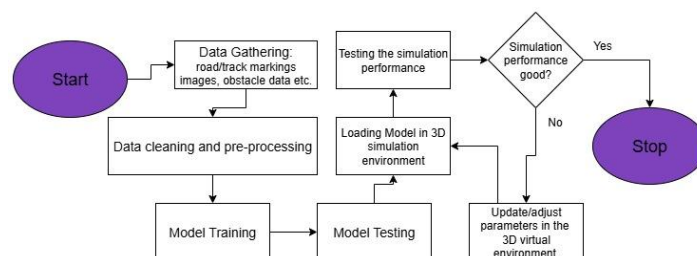 Start
Data Gathering:
road/track markings
images, obstacle data etc.
Data cleaning and pre-processing
Model Training
Model Testing
Loading Model in 3D
simulation
environment
Testing the simulation
performance
Simulation
performance
good?
Yes
Stop
No
Update/adjust
parameters in the
3D virtual
environment